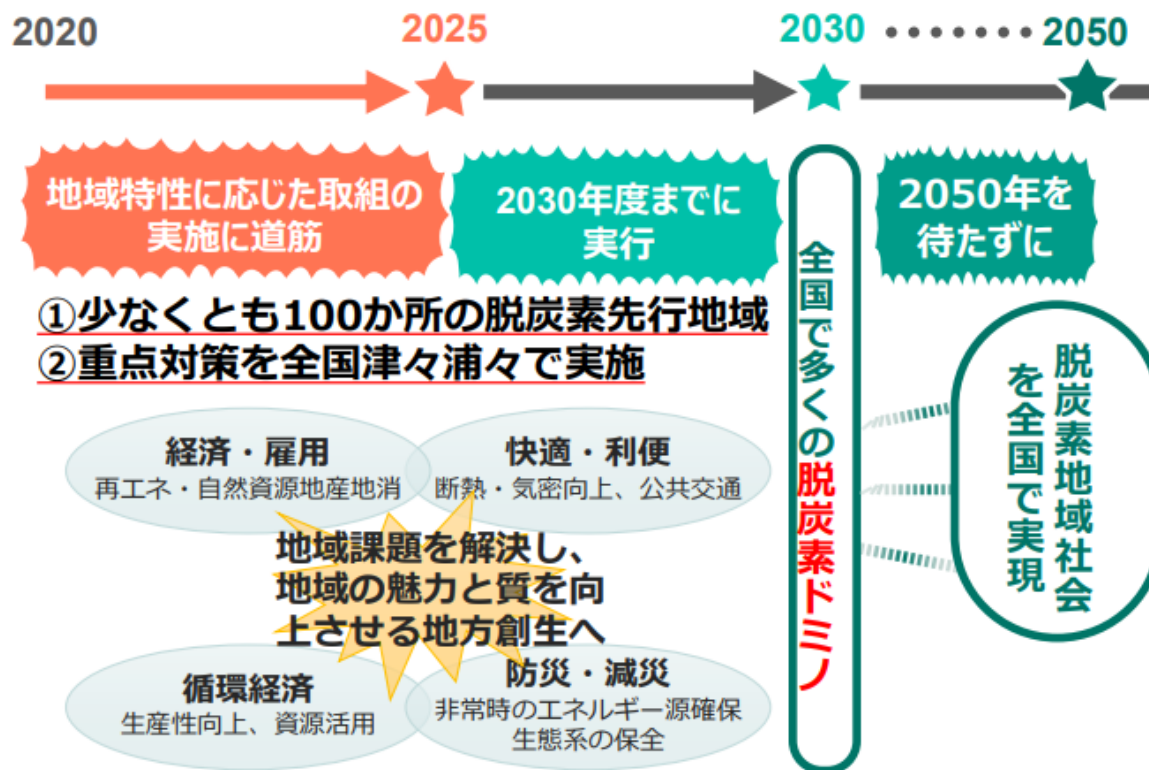 2020
2025
2030
2050
地域特性に応じた取組の
実施に道筋
2030年度までに
実行
2050年を
待たずに
①少なくとも100か所の脱炭素先行地域
②重点対策を全国津々浦々で実施
経済・雇用
再エネ・自然資源地産地消
快適・利便
断熱・気密向上、公共交通
地域課題を解決し、
地域の魅力と質を向
上させる地方創生へ
循環経済
生産性向上、資源活用
防災・減災
非常時のエネルギー源確保
生態系の保全
全国で多くの脱炭素ドミノ
脱炭素地域社会
を全国で実現